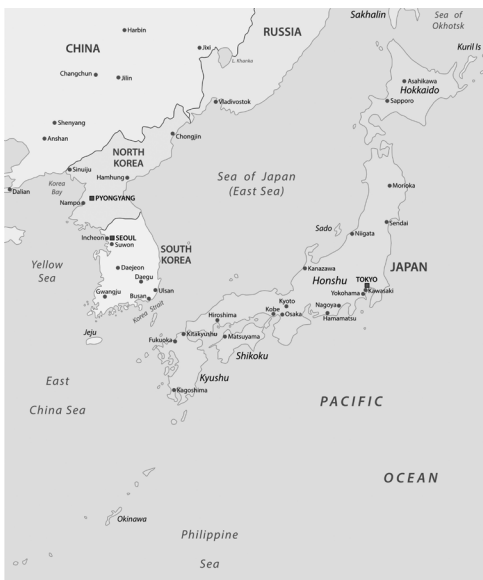 Sakhalin
Sea of
Okhotsk
RUSSIA
Harbin
CHINA
Jixi
Kuril Is
L. Khanka
Changchun
Jilin
Asahikawa
Hokkaido
Vladivostok
Sapporo
Shenyang
Anshan
Chongjin
NORTH
KOREA
Sinuiju
Hamhung
Sea of Japan
(East Sea)
Korea
Bay
Dalian
Morioka
PYONGYANG
Nampo
Sendai
Sado
Niigata
Incheon
SEOUL
Suwon
SOUTH
KOREA
Yellow
Sea
Kanazawa
Honshu
JAPAN
Daejeon
TOKYO
Daegu
Kawasaki
Yokohama
Gwangju
Ulsan
Busan
Kyoto
Nagoya
Kobe
Osaka
Hamamatsu
Korea Strait
Hiroshima
Jeju
Kitakyushu
Fukuoka
Matsuyama
Shikoku
Kyushu
Kagoshima
East
China Sea
PACIFIC
OCEAN
Okinawa
Philippine
Sea